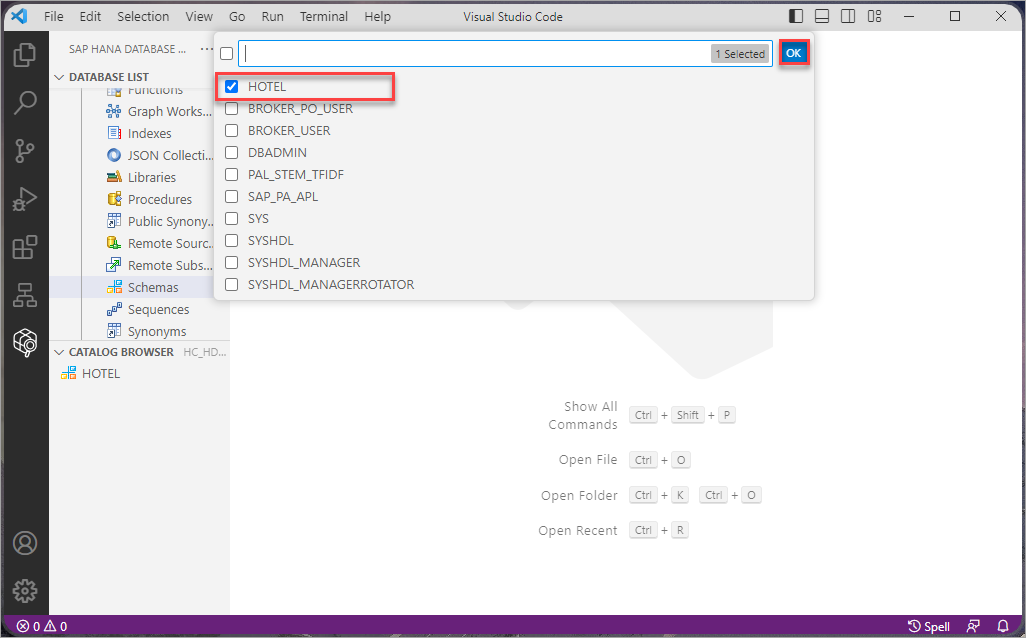 File Edit Selection View Go Run Terminal Help Visual Studio Code
SAP HANA DATABASE ... ...
1 Selected OK
DATABASE LIST
HOTEL
Functions
BROKER_PO_USER
Graph Works...
BROKER_USER
Indexes
DBADMIN
JSON Collecti...
PAL_STEM_TFIDF
Libraries
SAP_PA_APL
Procedures
SYS
Public Synony...
SYSHDL
Remote Sourc...
SYSHDL_MANAGER
Remote Subs...
SYSHDL_MANAGERROTATOR
Schemas
Sequences
Synonyms
CATALOG BROWSER HC_HD...
HOTEL
Show All
Commands
Ctrl + Shift + P
Open File Ctrl + O
Open Folder Ctrl + K Ctrl + O
Open Recent Ctrl + R
0 0 Spell